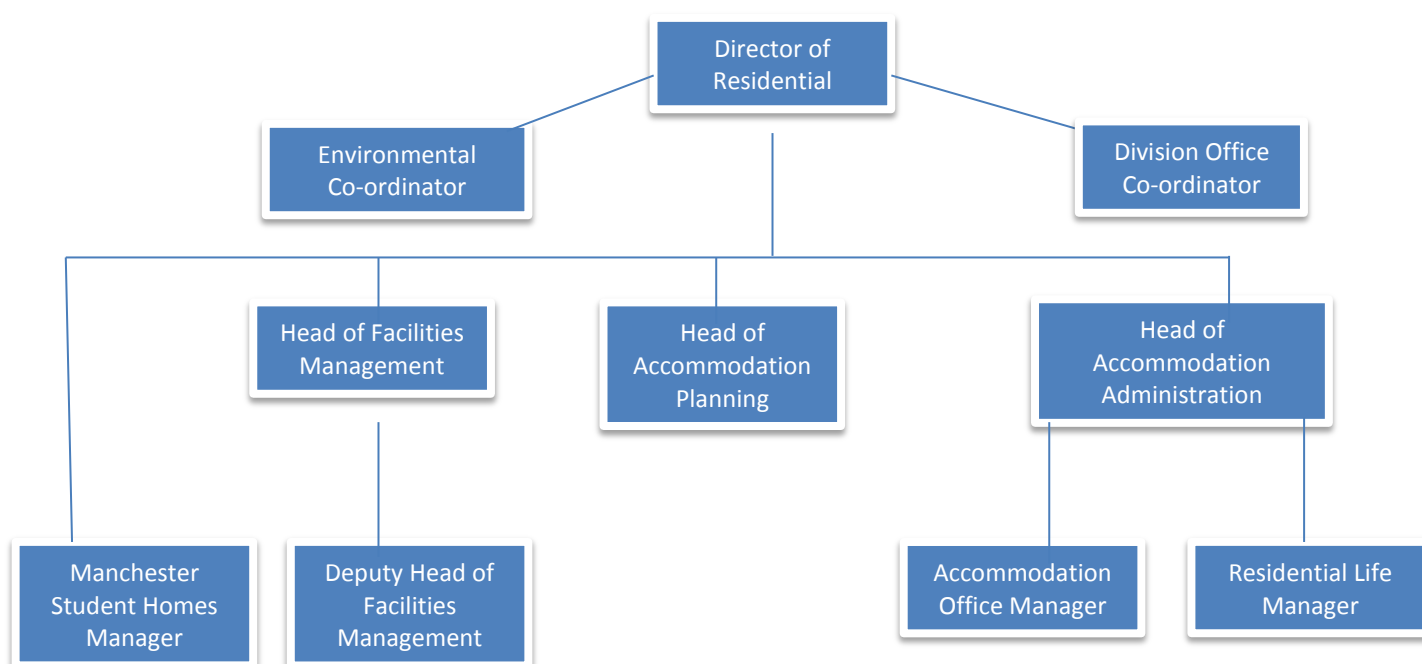 Director of
Residential
Environmental
Co-ordinator
Division Office
Co-ordinator
Head of Facilities
Management
Head of
Accommodation
Planning
Head of
Accommodation
Administration
Manchester
Student Homes
Manager
Deputy Head of
Facilities
Management
Accommodation
Office Manager
Residential Life
Manager